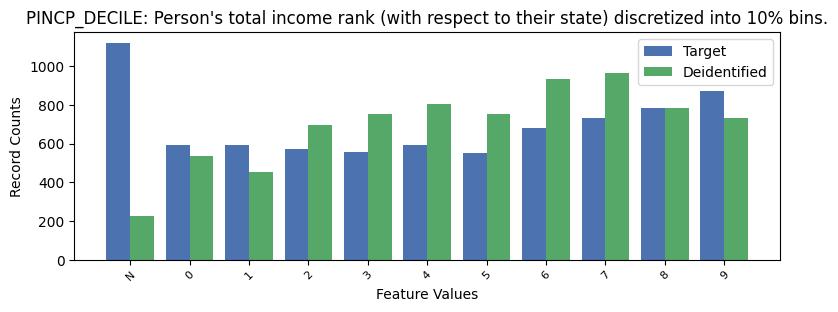 PINCP_DECILE: Person's total income rank (with respect to their state) discretized into 10% bins.
Target
Deidentified
Record Counts
1000
800
600
400
200
0
N 0 1 2 3 4 5 6 7 8 9
Feature Values